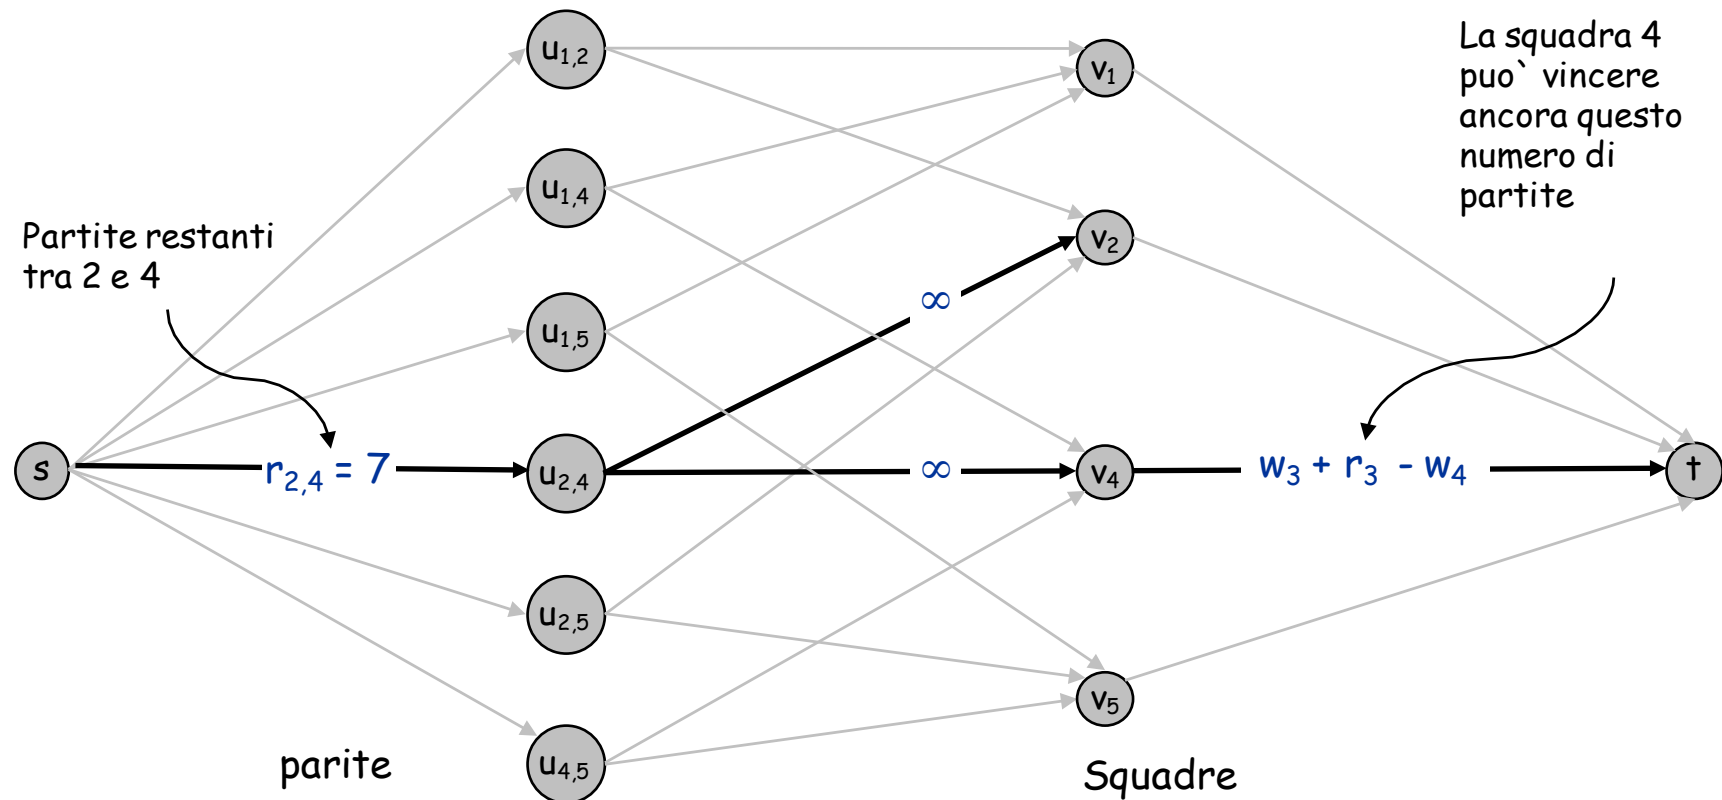 La squadra 4
puo` vincere
ancora questo
numero di
partite
Partite restanti
tra 2 e 4
s
u1,2
u1,4
u1,5
u2,4
u2,5
u4,5
r2,4 = 7
∞
∞
v1
v2
v4
v5
w3 + r3 - w4
t
parite
Squadre